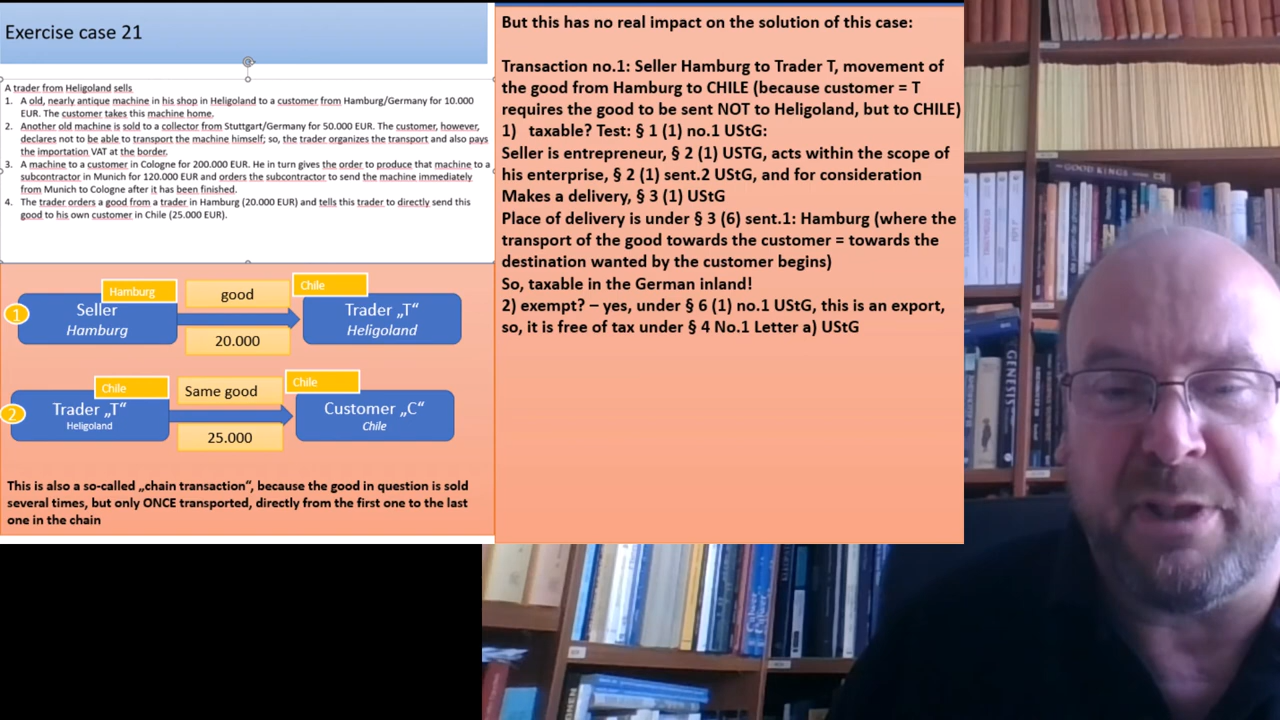 Exercise case 21
A trader from Heligoland sells
1. A old, nearly antique machine in his shop in Heligoland to a customer from Hamburg/Germany for 10.000
EUR. The customer takes this machine home.
2. Another old machine is sold to a collector from Stuttgart/Germany for 50.000 EUR. The customer, however,
declares not to be able to transport the machine himself; so, the trader organizes the transport and also pays
the importation VAT at the border.
3. A machine to a customer in Cologne for 200.000 EUR. He in turn gives the order to produce that machine to a
subcontractor in Munich for 120.000 EUR and orders the subcontractor to send the machine immediately
from Munich to Cologne after it has been finished.
4. The trader orders a good from a trader in Hamburg (20.000 EUR) and tells this trader to directly send this
good to his own customer in Chile (25.000 EUR).
1
Hamburg
Seller
Hamburg
good
20.000
Chile
Trader „T“
Heligoland
2
Chile
Trader „T“
Heligoland
Same good
25.000
Chile
Customer „C“
Chile
This is also a so-called „chain transaction“, because the good in question is sold
several times, but only ONCE transported, directly from the first one to the last
one in the chain
But this has no real impact on the solution of this case:
Transaction no.1: Seller Hamburg to Trader T, movement of
the good from Hamburg to CHILE (because customer = T
requires the good to be sent NOT to Heligoland, but to CHILE)
1) taxable? Test: § 1 (1) no.1 UStG:
Seller is entrepreneur, § 2 (1) USTG, acts within the scope of
his enterprise, § 2 (1) sent.2 UStG, and for consideration
Makes a delivery, § 3 (1) UStG
Place of delivery is under § 3 (6) sent.1: Hamburg (where the
transport of the good towards the customer = towards the
destination wanted by the customer begins)
So, taxable in the German inland!
2) exempt? – yes, under § 6 (1) no.1 UStG, this is an export,
so, it is free of tax under § 4 No.1 Letter a) UStG
GOOD KINGS
GENESIS